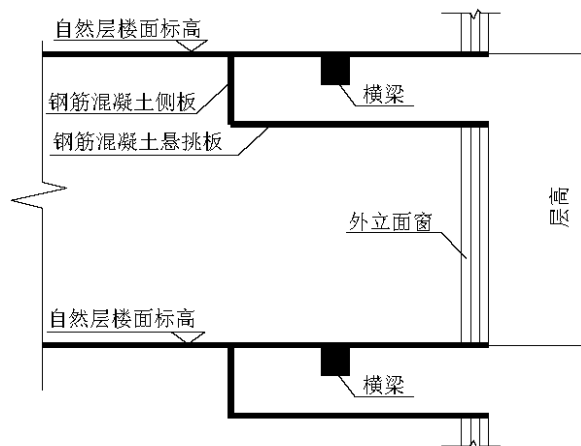 自然层楼面标高
钢筋混凝土侧板
横梁
钢筋混凝土悬挑板
外立面窗
层高
自然层楼面标高
横梁